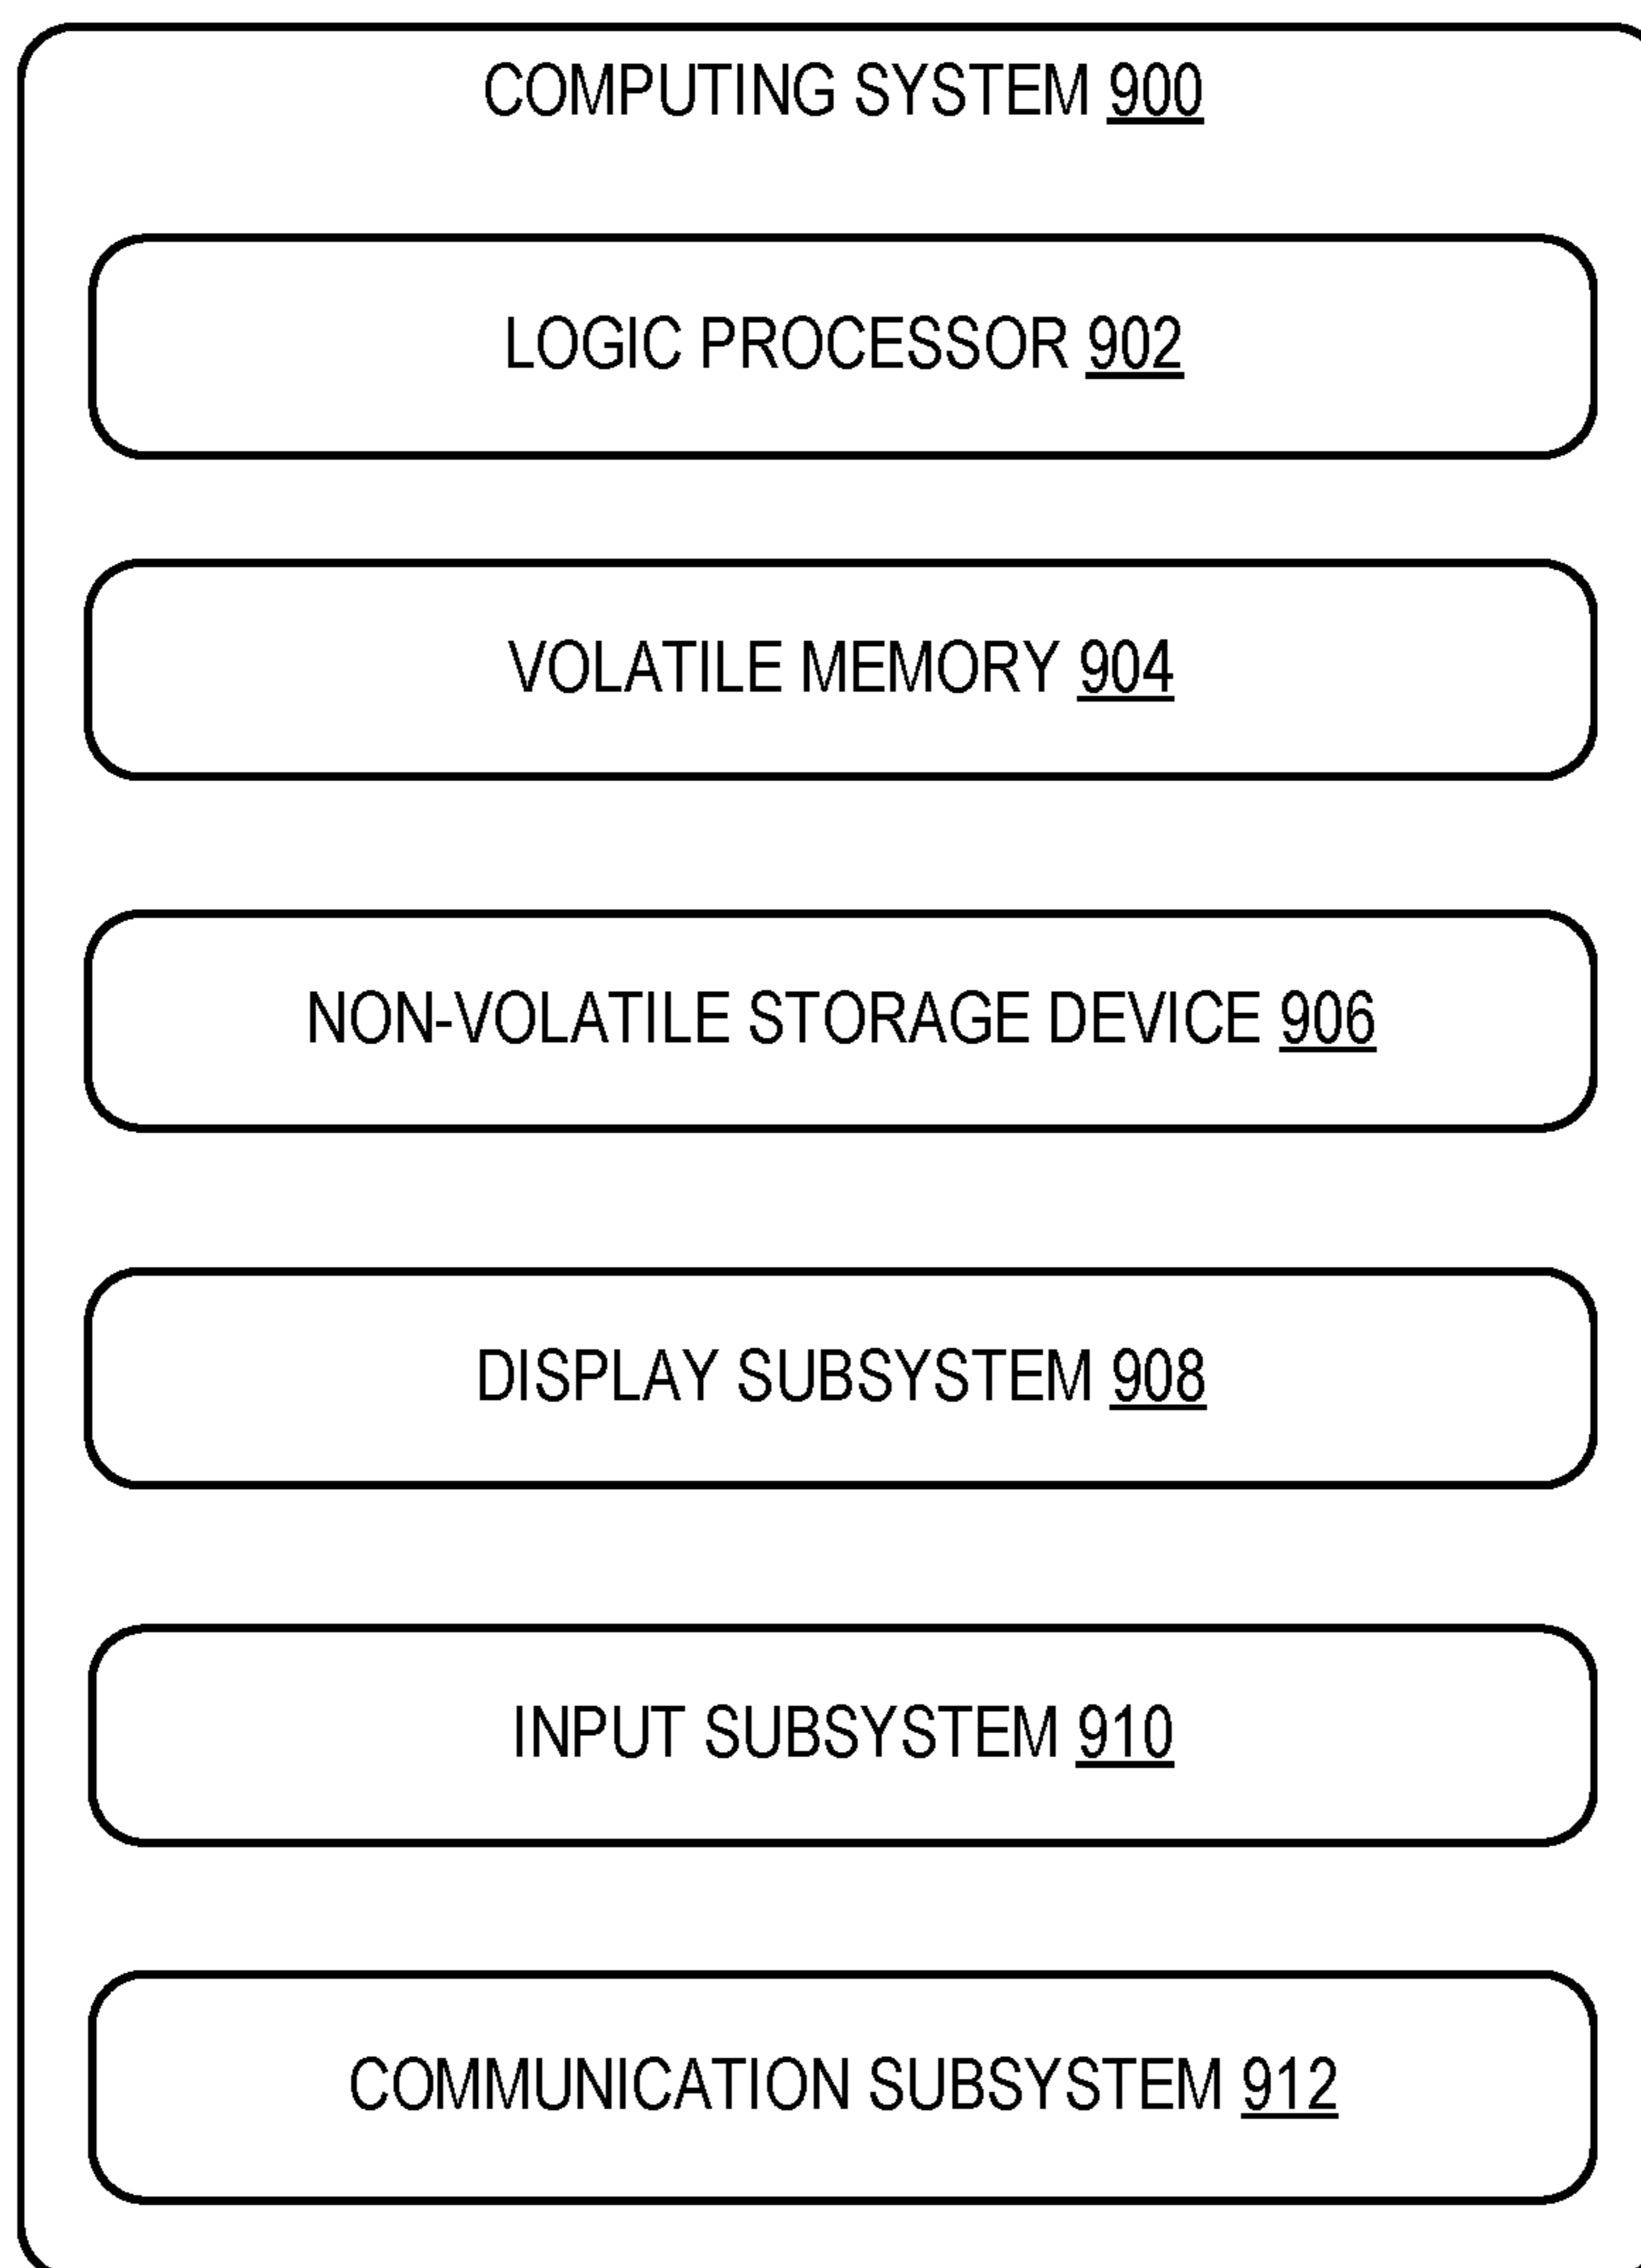 COMPUTING SYSTEM 900
LOGIC PROCESSOR 902
VOLATILE MEMORY 904
NON-VOLATILE STORAGE DEVICE 906
DISPLAY SUBSYSTEM 908
INPUT SUBSYSTEM 910
COMMUNICATION SUBSYSTEM 912